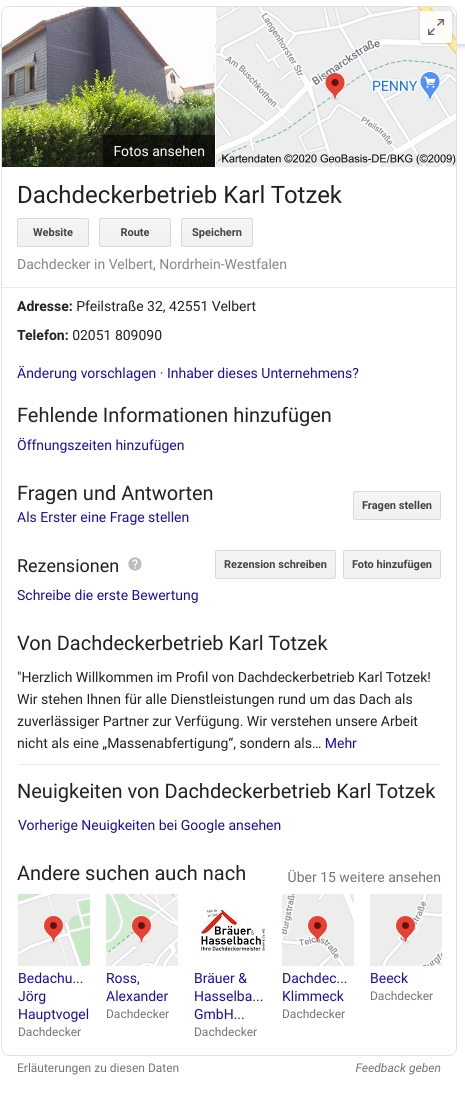 Langenhorster Str.
Bismarckstraße
Am Buschkothen
PENNY
Pfeilstraße
Fotos ansehen
Kartendaten ©2020 GeoBasis-DE/BKG (©2009)
Dachdeckerbetrieb Karl Totzek
Website Route Speichern
Dachdecker in Velbert, Nordrhein-Westfalen
Adresse: Pfeilstraße 32, 42551 Velbert
Telefon: 02051 809090
Änderung vorschlagen · Inhaber dieses Unternehmens?
Fehlende Informationen hinzufügen
Öffnungszeiten hinzufügen
Fragen und Antworten
Fragen stellen
Als Erster eine Frage stellen
Rezensionen ? Rezension schreiben Foto hinzufügen
Schreibe die erste Bewertung
Von Dachdeckerbetrieb Karl Totzek
"Herzlich Willkommen im Profil von Dachdeckerbetrieb Karl Totzek!
Wir stehen Ihnen für alle Dienstleistungen rund um das Dach als
zuverlässiger Partner zur Verfügung. Wir verstehen unsere Arbeit
nicht als eine „Massenabfertigung“, sondern als… Mehr
Neuigkeiten von Dachdeckerbetrieb Karl Totzek
Vorherige Neuigkeiten bei Google ansehen
Andere suchen auch nach Über 15 weitere ansehen
Bräuer
Hasselbach
Ihre Dachdeckermeister
Teichstraße
Bedachu...
Jörg
Hauptvogel
Dachdecker
Ross,
Alexander
Dachdecker
Bräuer &
Hasselba...
GmbH...
Dachdecker
Dachdec...
Klimmeck
Dachdecker
Beeck
Dachdecker
Erläuterungen zu diesen Daten Feedback geben